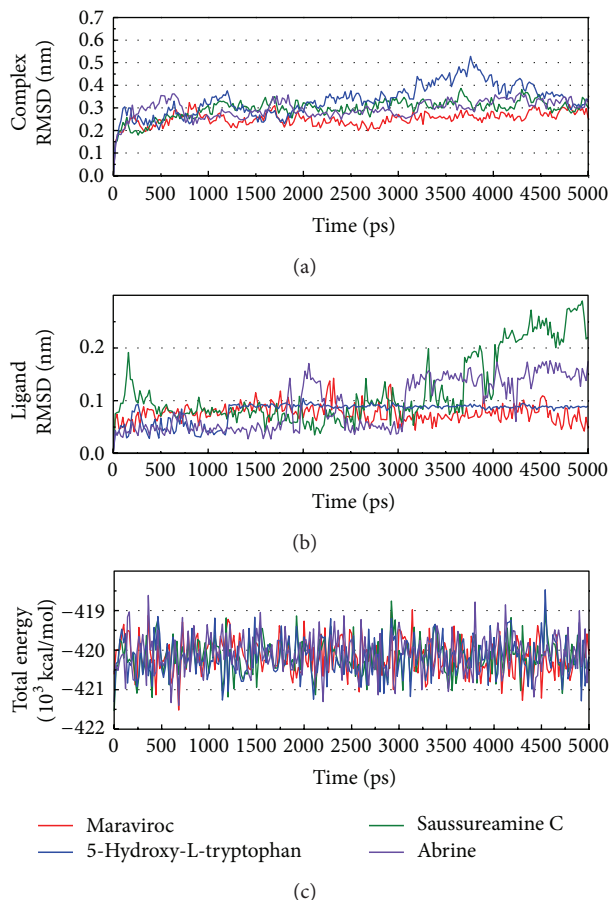 Complex
RMSD (nm)
0.7
0.6
0.5
0.4
0.3
0.2
0.1
0.0
0 500 1000 1500 2000 2500 3000 3500 4000 4500 5000
Time (ps)
(a)
Ligand
RMSD (nm)
0.2
0.1
0.0
0 500 1000 1500 2000 2500 3000 3500 4000 4500 5000
Time (ps)
(b)
Total energy
(10³ kcal/mol)
−419
−420
−421
−422
0 500 1000 1500 2000 2500 3000 3500 4000 4500 5000
Time (ps)
Maraviroc
5-Hydroxy-L-tryptophan
Saussureamine C
Abrine
(c)